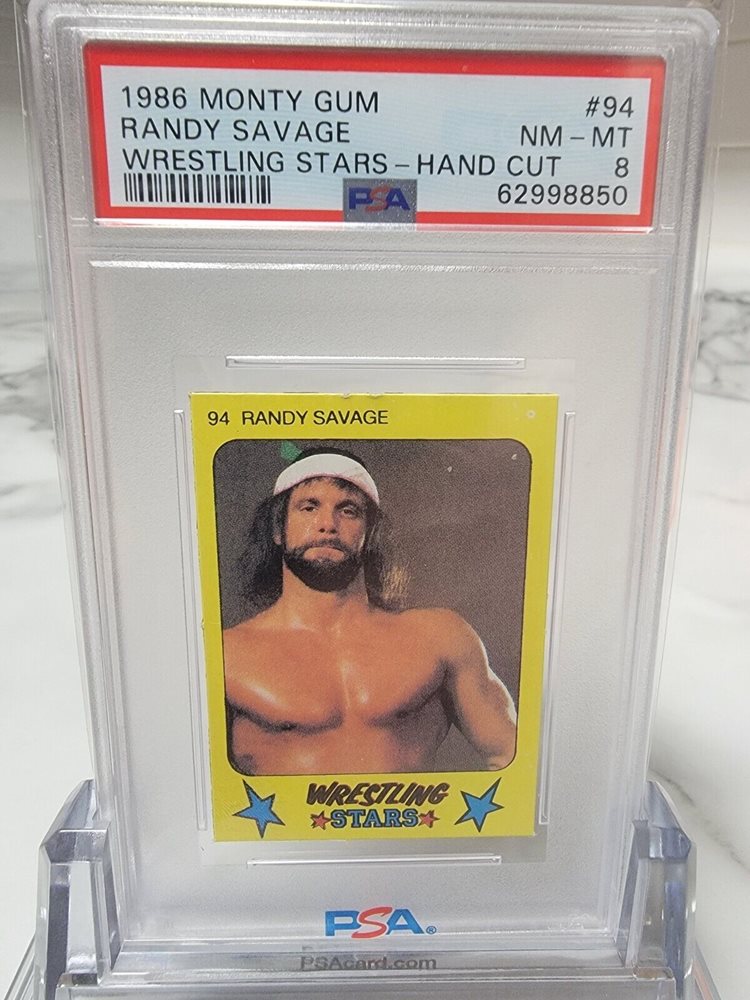 1986 MONTY GUM #94
RANDY SAVAGE NM – MT
WRESTLING STARS – HAND CUT 8
PSA 62998850
94 RANDY SAVAGE
WRESTLING
STARS
PSA®
PSAcard.com